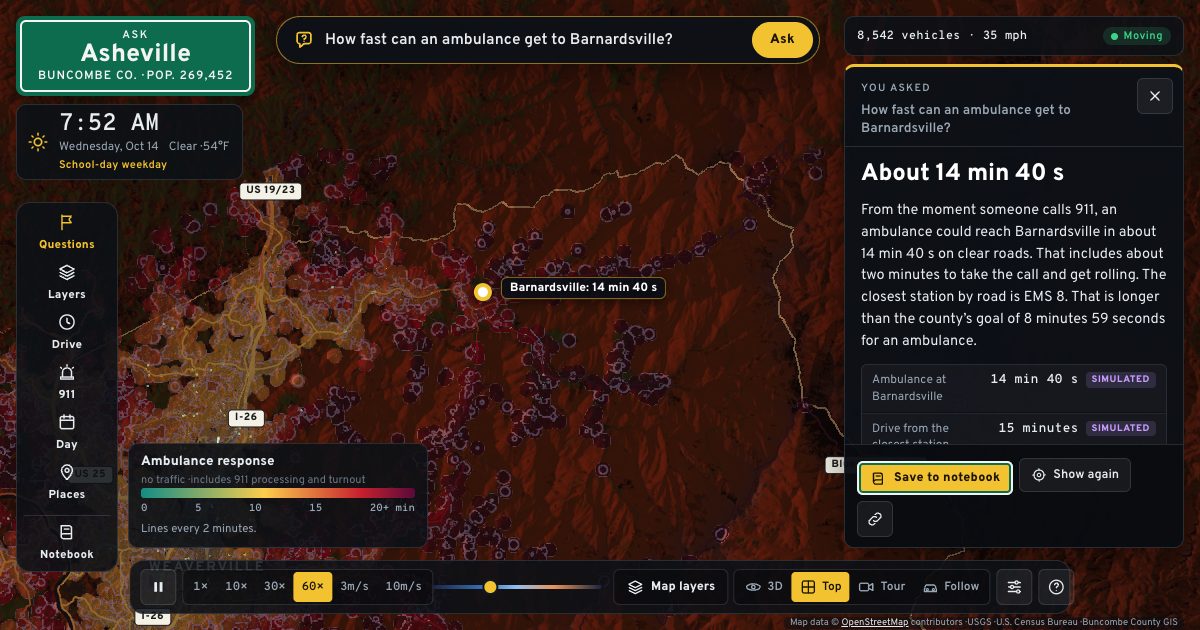 ASK
Asheville
BUNCOMBE CO. · POP. 269,452
7:52 AM
Wednesday, Oct 14 Clear · 54°F
School-day weekday
How fast can an ambulance get to Barnardsville?
Ask
8,542 vehicles · 35 mph
Moving
YOU ASKED
How fast can an ambulance get to
Barnardsville?
About 14 min 40 s
From the moment someone calls 911, an
ambulance could reach Barnardsville in about
14 min 40 s on clear roads. That includes about
two minutes to take the call and get rolling. The
closest station by road is EMS 8. That is longer
than the county's goal of 8 minutes 59 seconds
for an ambulance.
Ambulance at
Barnardsville
14 min 40 s SIMULATED
Drive from the
closest station
15 minutes SIMULATED
Save to notebook
Show again
Questions
Layers
Drive
911
Day
Places
Notebook
US 19/23
Barnardsville: 14 min 40 s
I-26
US 25
Ambulance response
no traffic · includes 911 processing and turnout
0 5 10 15 20+ min
Lines every 2 minutes.
WEAVERVILLE
I-26
1× 10× 30× 60× 3m/s 10m/s
Map layers
3D Top Tour Follow
Map data © OpenStreetMap contributors · USGS · U.S. Census Bureau · Buncombe County GIS